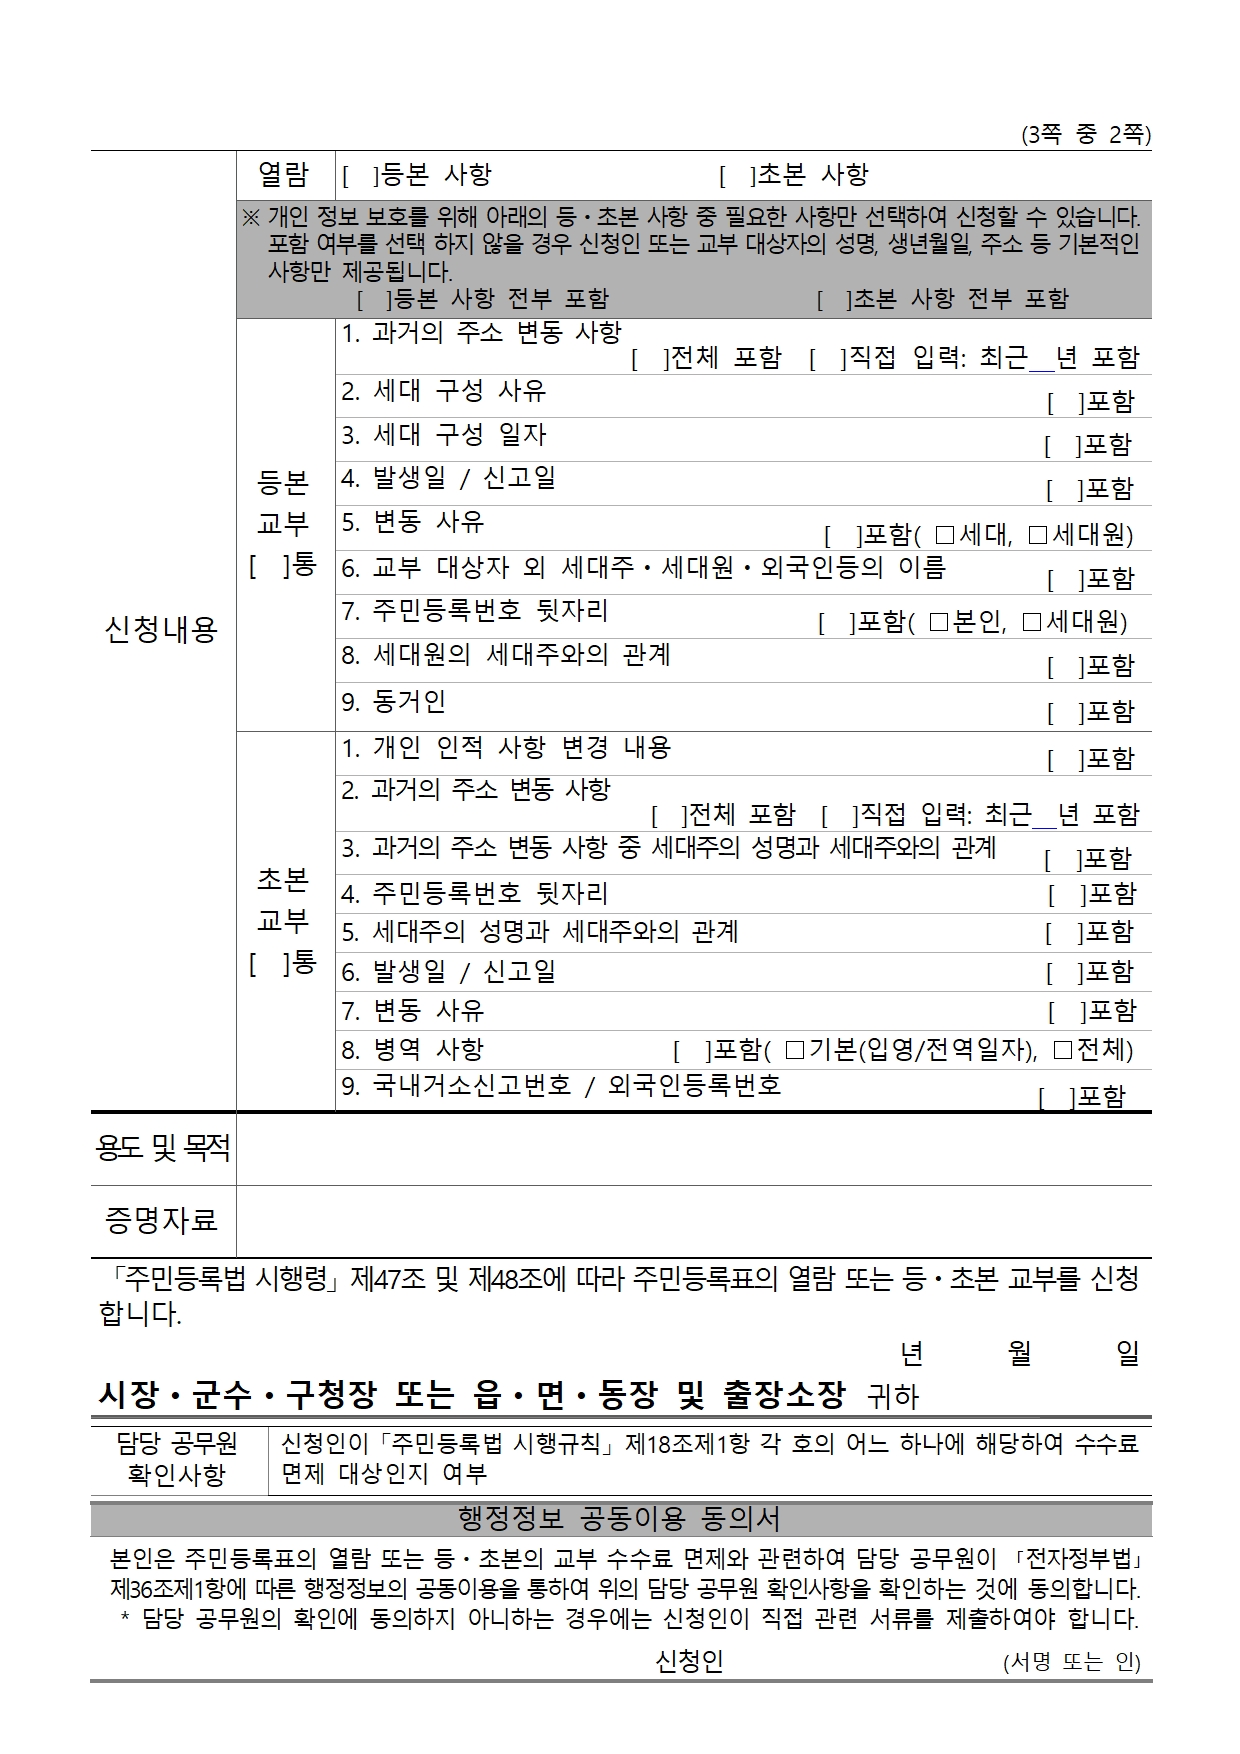 (3쪽 중 2쪽)
신청내용
열람
[ ]등본 사항 [ ]초본 사항
※ 개인 정보 보호를 위해 아래의 등·초본 사항 중 필요한 사항만 선택하여 신청할 수 있습니다.
포함 여부를 선택 하지 않을 경우 신청인 또는 교부 대상자의 성명, 생년월일, 주소 등 기본적인
사항만 제공됩니다.
[ ]등본 사항 전부 포함 [ ]초본 사항 전부 포함
등본
교부
[ ]통
1. 과거의 주소 변동 사항
[ ]전체 포함 [ ]직접 입력: 최근__년 포함
2. 세대 구성 사유 [ ]포함
3. 세대 구성 일자 [ ]포함
4. 발생일 / 신고일 [ ]포함
5. 변동 사유 [ ]포함( □세대, □세대원)
6. 교부 대상자 외 세대주·세대원·외국인등의 이름 [ ]포함
7. 주민등록번호 뒷자리 [ ]포함( □본인, □세대원)
8. 세대원의 세대주와의 관계 [ ]포함
9. 동거인 [ ]포함
초본
교부
[ ]통
1. 개인 인적 사항 변경 내용 [ ]포함
2. 과거의 주소 변동 사항
[ ]전체 포함 [ ]직접 입력: 최근__년 포함
3. 과거의 주소 변동 사항 중 세대주의 성명과 세대주와의 관계 [ ]포함
4. 주민등록번호 뒷자리 [ ]포함
5. 세대주의 성명과 세대주와의 관계 [ ]포함
6. 발생일 / 신고일 [ ]포함
7. 변동 사유 [ ]포함
8. 병역 사항 [ ]포함( □기본(입영/전역일자), □전체)
9. 국내거소신고번호 / 외국인등록번호 [ ]포함
용도 및 목적
증명자료
「주민등록법 시행령」제47조 및 제48조에 따라 주민등록표의 열람 또는 등·초본 교부를 신청
합니다.
년 월 일
시장·군수·구청장 또는 읍·면·동장 및 출장소장 귀하
담당 공무원
확인사항
신청인이「주민등록법 시행규칙」제18조제1항 각 호의 어느 하나에 해당하여 수수료
면제 대상인지 여부
행정정보 공동이용 동의서
본인은 주민등록표의 열람 또는 등·초본의 교부 수수료 면제와 관련하여 담당 공무원이 「전자정부법」
제36조제1항에 따른 행정정보의 공동이용을 통하여 위의 담당 공무원 확인사항을 확인하는 것에 동의합니다.
* 담당 공무원의 확인에 동의하지 아니하는 경우에는 신청인이 직접 관련 서류를 제출하여야 합니다.
신청인 (서명 또는 인)